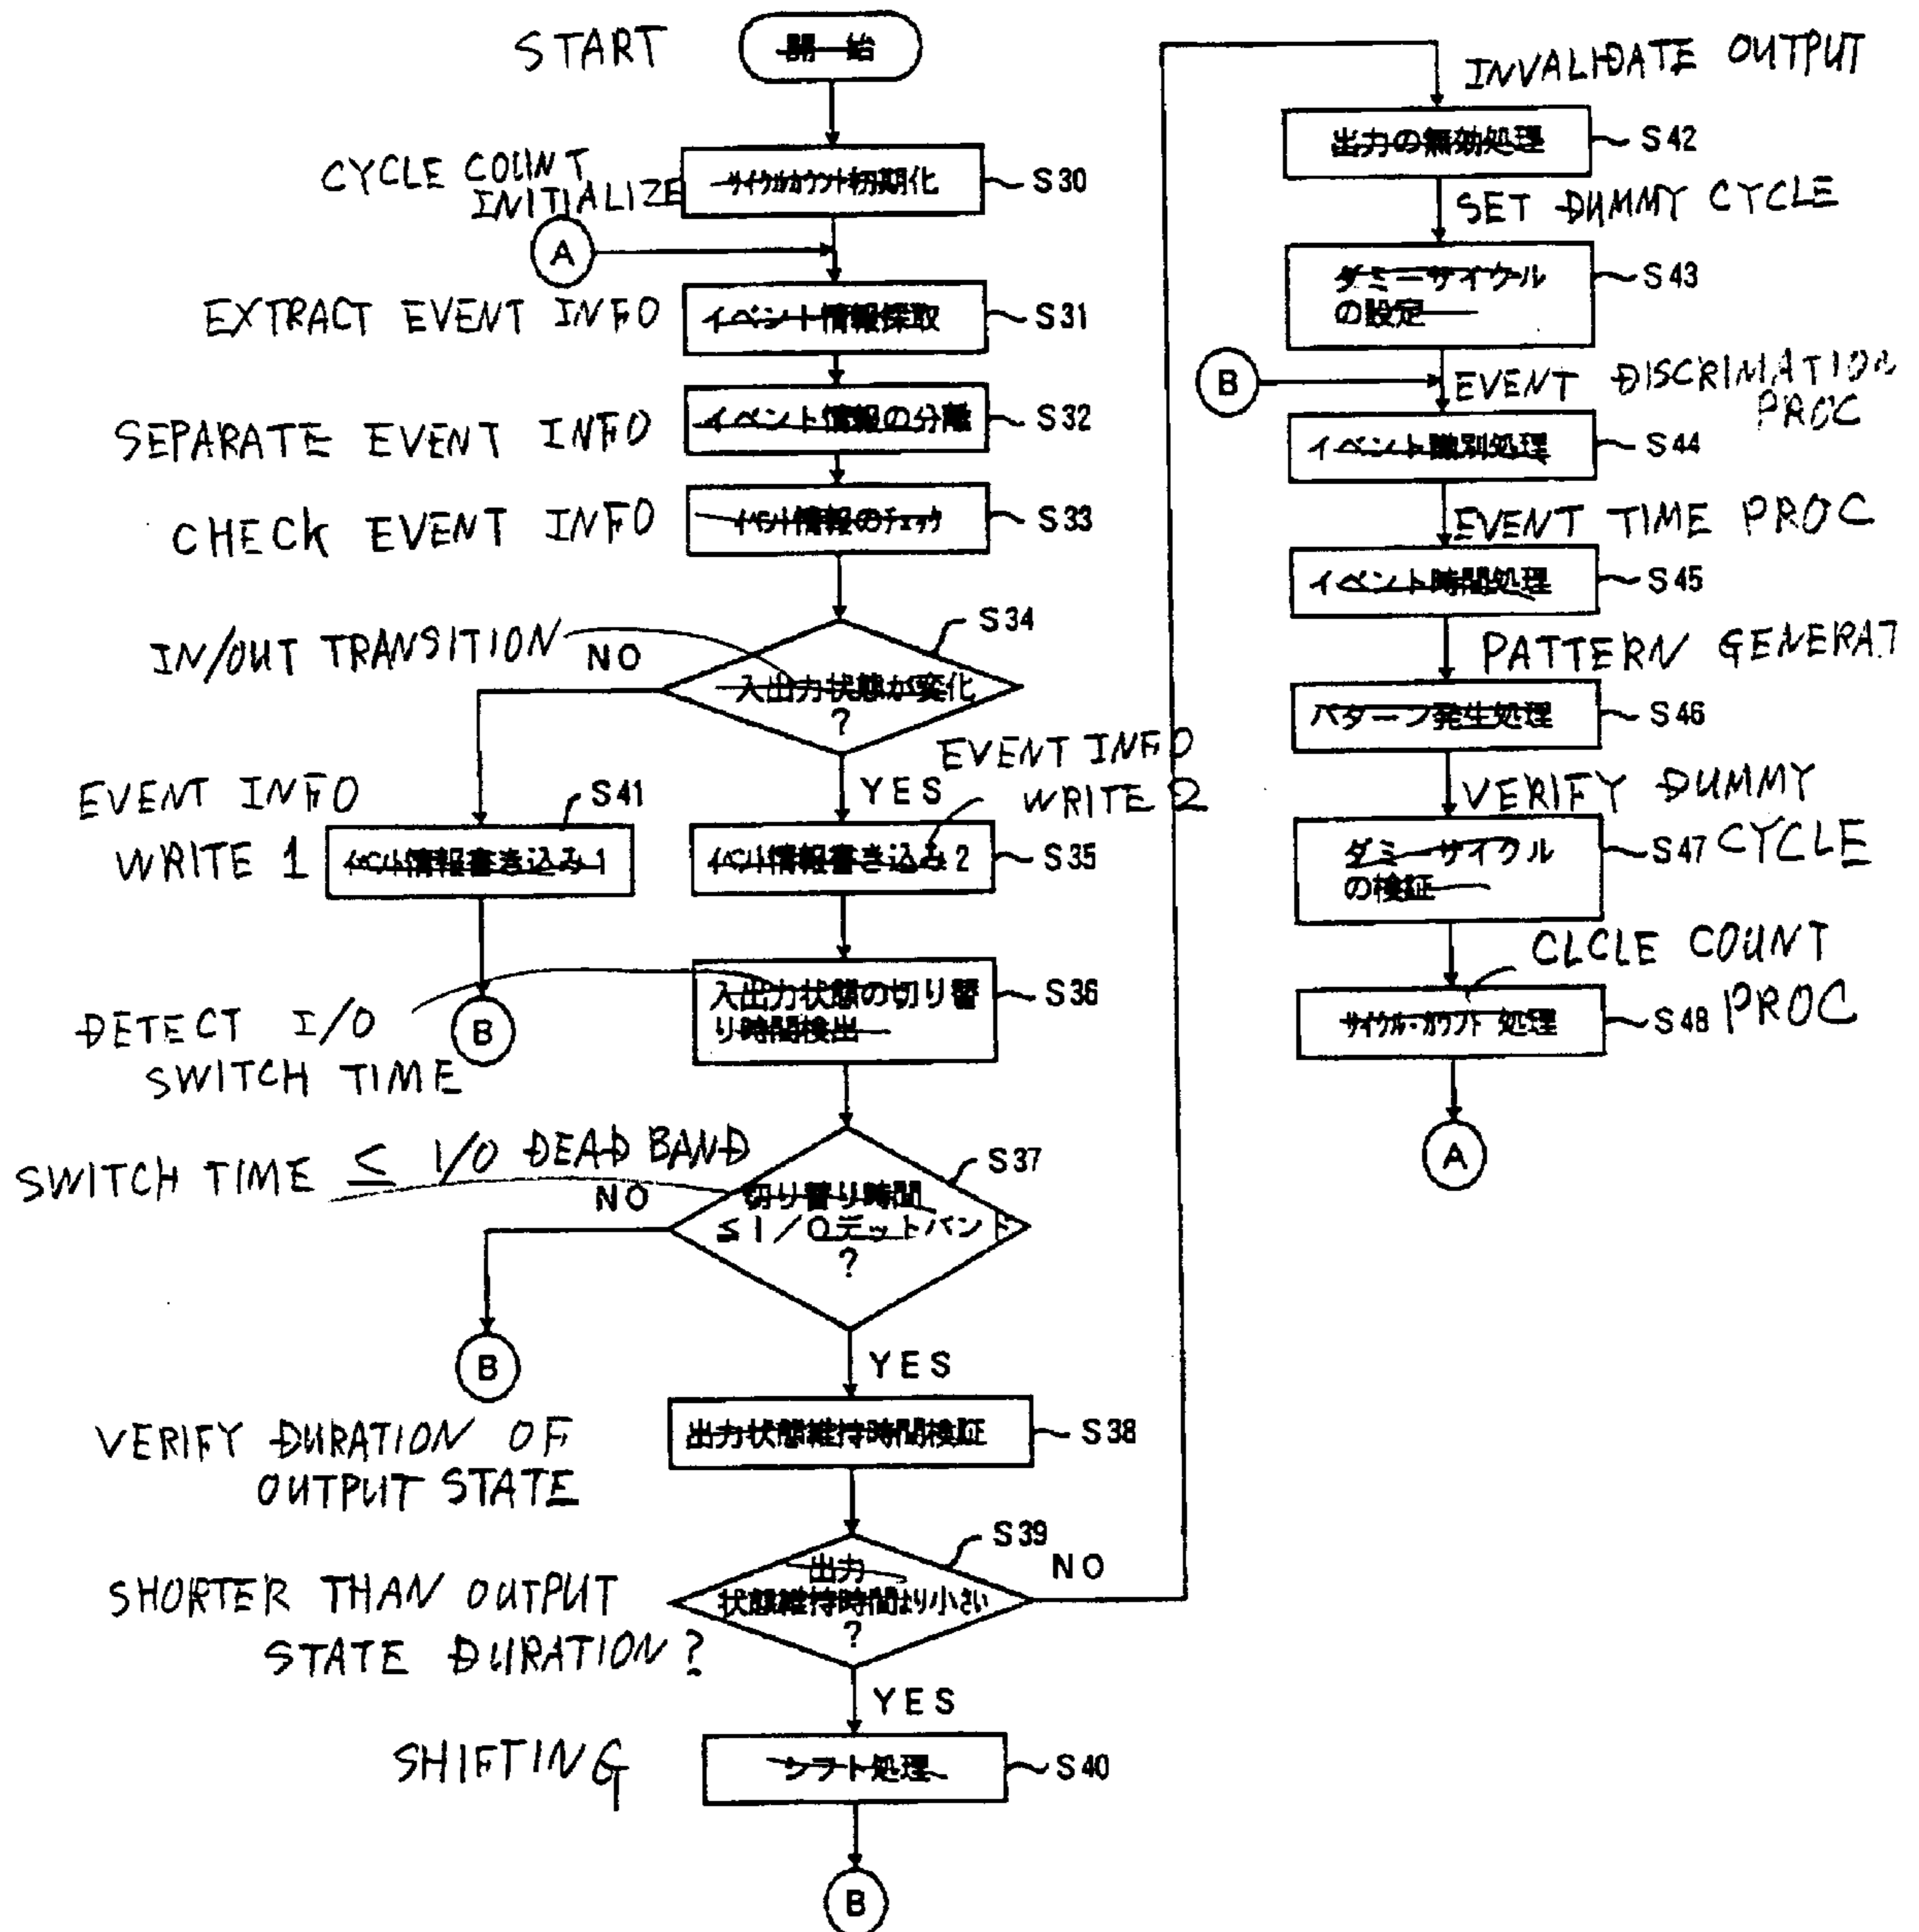 START
開始
CYCLE COUNT
INITIALIZE
サイクルカウント初期化
S30
A
EXTRACT EVENT INFO
イベント情報採取
S31
SEPARATE EVENT INFO
イベント情報の分離
S32
CHECK EVENT INFO
イベント情報のチェック
S33
IN/OUT TRANSITION
NO
S34
入出力状態が変化
?
YES
EVENT INFO
WRITE 1
S41
イベント情報書き込み1
B
EVENT INFO
WRITE 2
イベント情報書き込み2
S35
DETECT I/O
SWITCH TIME
入出力状態の切り替
り時間検出
S36
SWITCH TIME ≤ I/O DEAD BAND
NO
S37
切り替り時間
≦I/Oデットバンド
?
B
YES
VERIFY DURATION OF
OUTPUT STATE
出力状態維持時間検証
S38
SHORTER THAN OUTPUT
STATE DURATION?
S39
NO
出力
状態維持時間より小さい
?
YES
SHIFTING
シフト処理
S40
B
INVALIDATE OUTPUT
出力の無効処理
S42
SET DUMMY CYCLE
ダミーサイクル
の設定
S43
B
EVENT DISCRIMATION
PROC
イベント識別処理
S44
EVENT TIME PROC
イベント時間処理
S45
PATTERN GENERAT
パターン発生処理
S46
VERIFY DUMMY
CYCLE
ダミーサイクル
の検証
S47
CLCLE COUNT
PROC
サイクル・カウント処理
S48
A